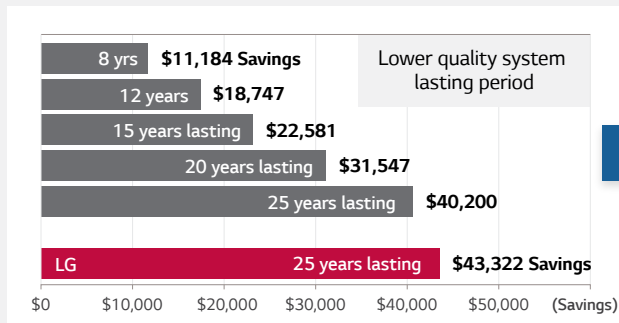 8 yrs $11,184 Savings
Lower quality system
lasting period
12 years $18,747
15 years lasting $22,581
20 years lasting $31,547
25 years lasting $40,200
LG 25 years lasting $43,322 Savings
$0 $10,000 $20,000 $30,000 $40,000 $50,000 (Savings)